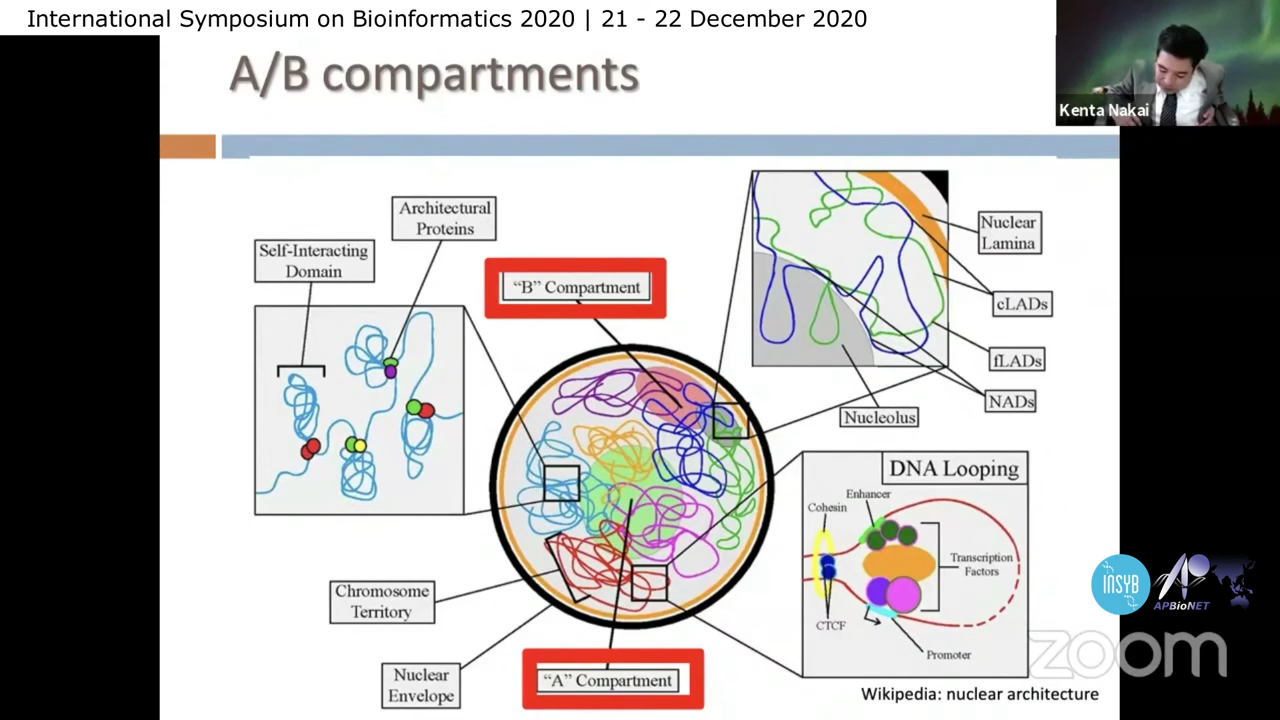 International Symposium on Bioinformatics 2020 | 21 - 22 December 2020
A/B compartments
Kenta Nakai
Architectural
Proteins
Self-Interacting
Domain
“B” Compartment
Nuclear
Lamina
cLADs
fLADs
NADs
Nucleolus
DNA Looping
Enhancer
Cohesin
Transcription
Factors
CTCF
Promoter
Chromosome
Territory
Nuclear
Envelope
“A” Compartment
INSYB
APBioNET
zoom
Wikipedia: nuclear architecture